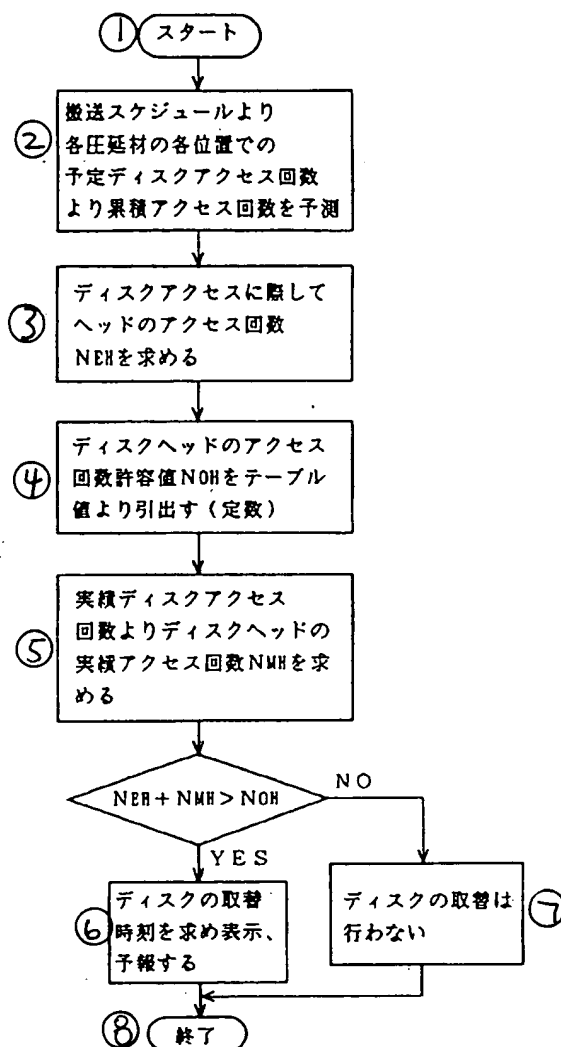 ① スタート
②
搬送スケジュールより
各圧延材の各位置での
予定ディスクアクセス回数
より累積アクセス回数を予測
③
ディスクアクセスに際して
ヘッドのアクセス回数
NEHを求める
④
ディスクヘッドのアクセス
回数許容値NOHをテーブル
値より引出す(定数)
⑤
実績ディスクアクセス
回数よりディスクヘッドの
実績アクセス回数NMHを求
める
NEH+NMH>NOH
NO
YES
⑥
ディスクの取替
時刻を求め表示、
予報する
ディスクの取替は
行わない
⑦
⑧ 終了